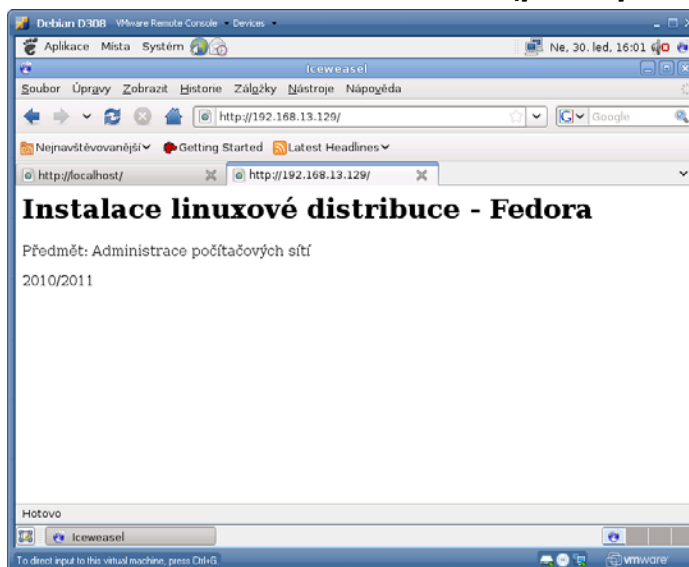 Debian D308 VMware Remote Console Devices
Aplikace Místa Systém Ne, 30. led, 16:01
Iceweasel
Soubor Úpravy Zobrazit Historie Záložky Nástroje Nápověda
http://192.168.13.129/ Google
Nejnavštěvovanější Getting Started Latest Headlines
http://localhost/ http://192.168.13.129/
Instalace linuxové distribuce - Fedora
Předmět: Administrace počítačových sítí
2010/2011
Hotovo
Iceweasel
To direct input to this virtual machine, press Ctrl+G. vmware